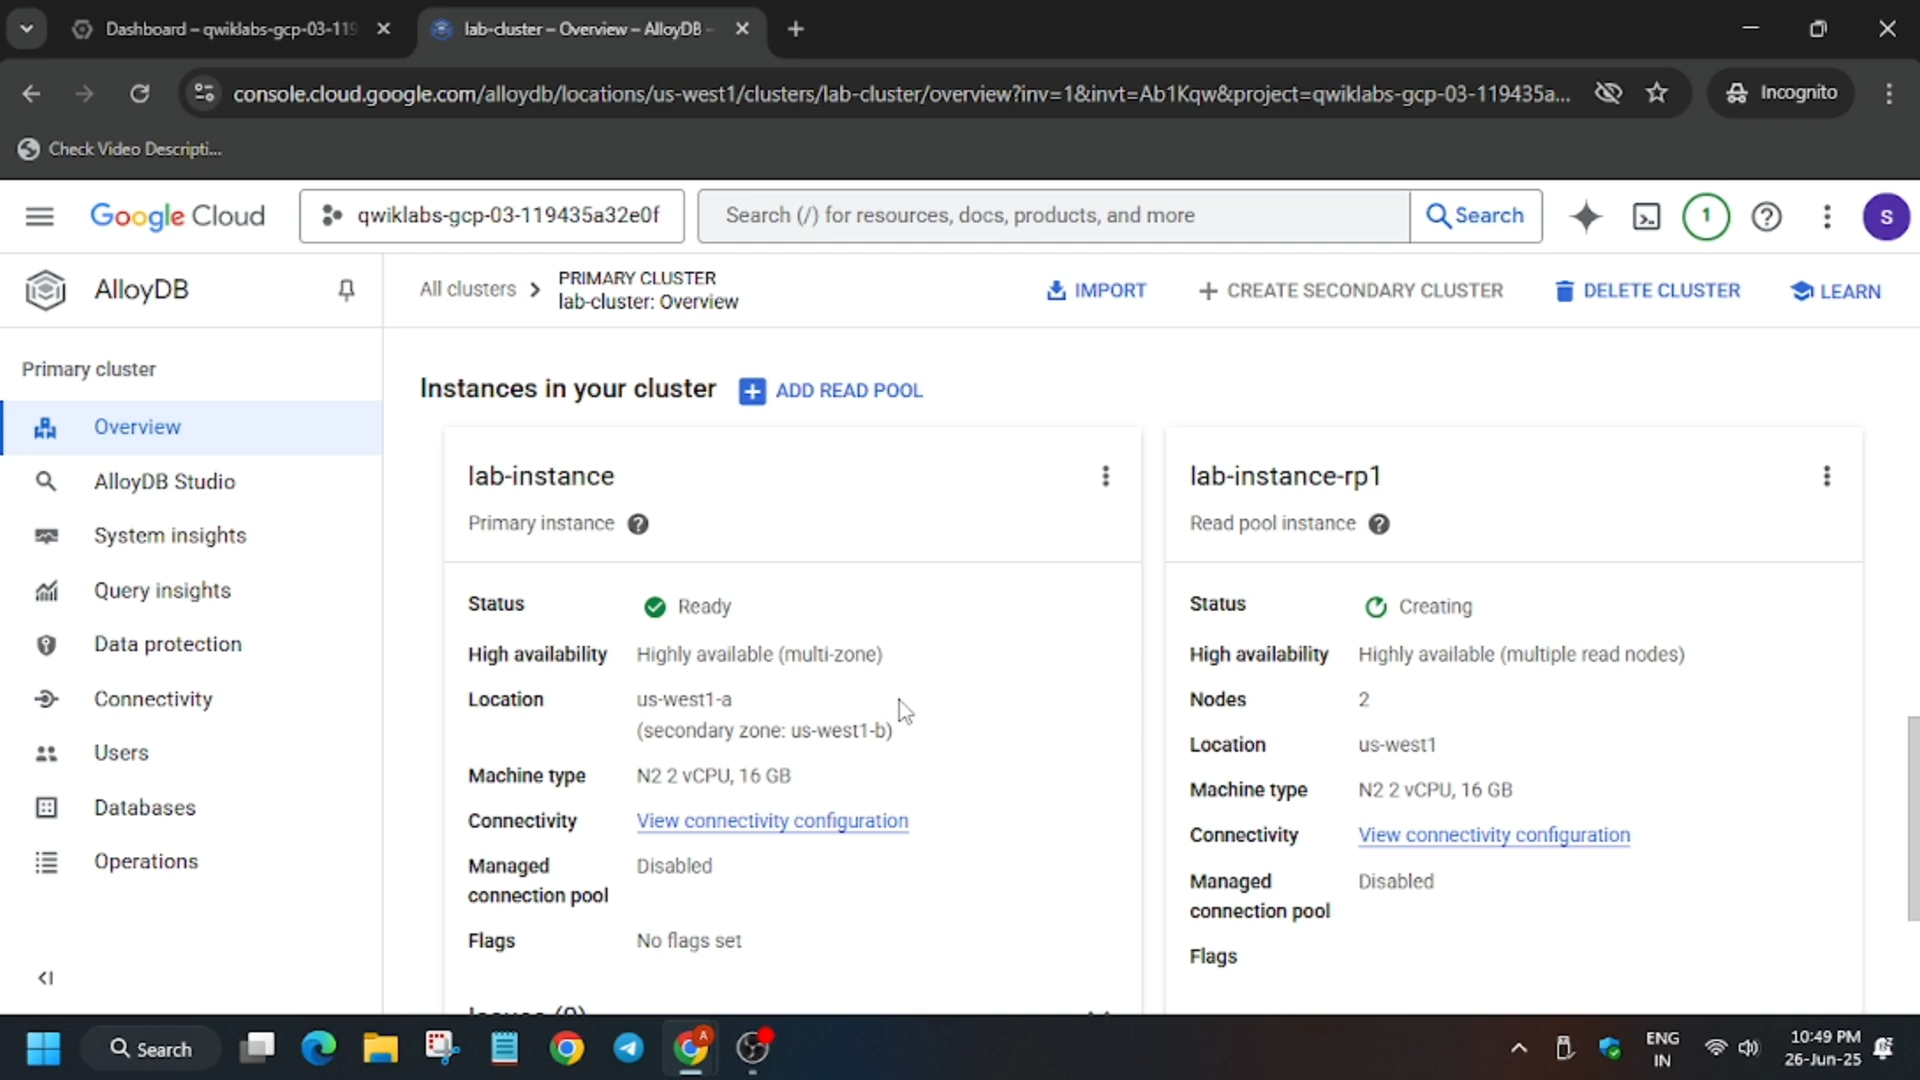 Dashboard – qwiklabs-gcp-03-119
lab-cluster – Overview – AlloyDB –
console.cloud.google.com/alloydb/locations/us-west1/clusters/lab-cluster/overview?inv=1&invt=Ab1Kqw&project=qwiklabs-gcp-03-119435a...
Incognito
Check Video Descripti...
Google Cloud
qwiklabs-gcp-03-119435a32e0f
Search (/) for resources, docs, products, and more
Search
1
S
AlloyDB
All clusters
PRIMARY CLUSTER
lab-cluster: Overview
IMPORT
CREATE SECONDARY CLUSTER
DELETE CLUSTER
LEARN
Primary cluster
Overview
AlloyDB Studio
System insights
Query insights
Data protection
Connectivity
Users
Databases
Operations
Instances in your cluster
ADD READ POOL
lab-instance
Primary instance
Status Ready
High availability Highly available (multi-zone)
Location us-west1-a
(secondary zone: us-west1-b)
Machine type N2 2 vCPU, 16 GB
Connectivity View connectivity configuration
Managed Disabled
connection pool
Flags No flags set
Issues (0)
lab-instance-rp1
Read pool instance
Status Creating
High availability Highly available (multiple read nodes)
Nodes 2
Location us-west1
Machine type N2 2 vCPU, 16 GB
Connectivity View connectivity configuration
Managed Disabled
connection pool
Flags
Search
A
ENG
IN
10:49 PM
26-Jun-25